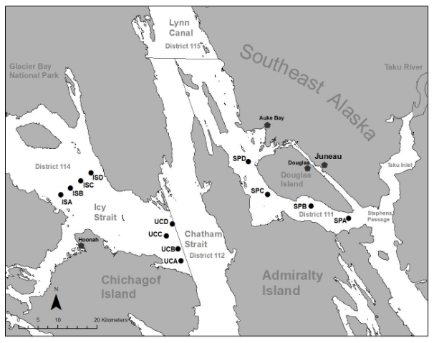 Lynn
Canal
District 115
Southeast Alaska
Glacier Bay
National Park
Taku River
Auke Bay
Juneau
Douglas
Douglas
Island
Taku Inlet
SPD
SPC
SPB
District 111
SPA
Stephens
Passage
District 114
ISD
ISC
ISB
ISA
Icy
Strait
Hoonah
UCD
UCC
UCB
UCA
Chatham
Strait
District 112
Chichagof
Island
Admiralty
Island
N
0 5 10 20 Kilometers